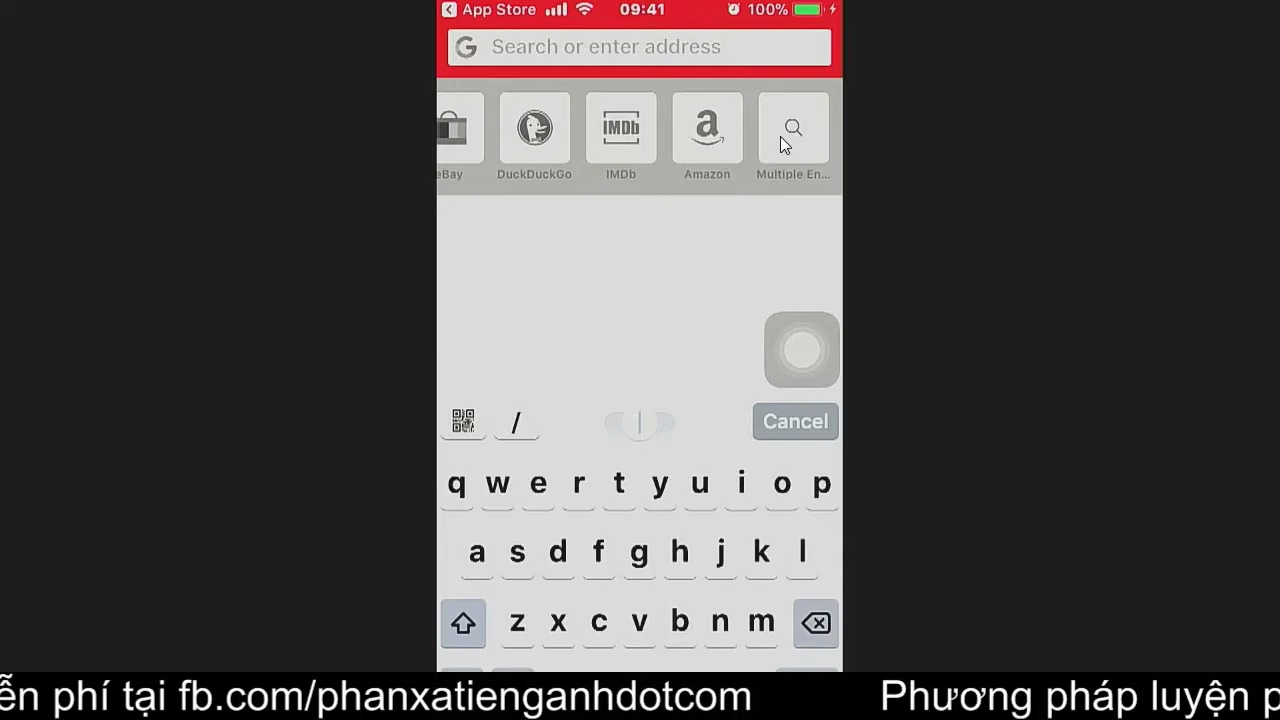 App Store 09:41 100%
Search or enter address
IMDb a
eBay DuckDuckGo IMDb Amazon Multiple En...
/ Cancel
q w e r t y u i o p
a s d f g h j k l
z x c v b n m
ễn phí tại fb.com/phanxatienganhdotcom Phương pháp luyện p